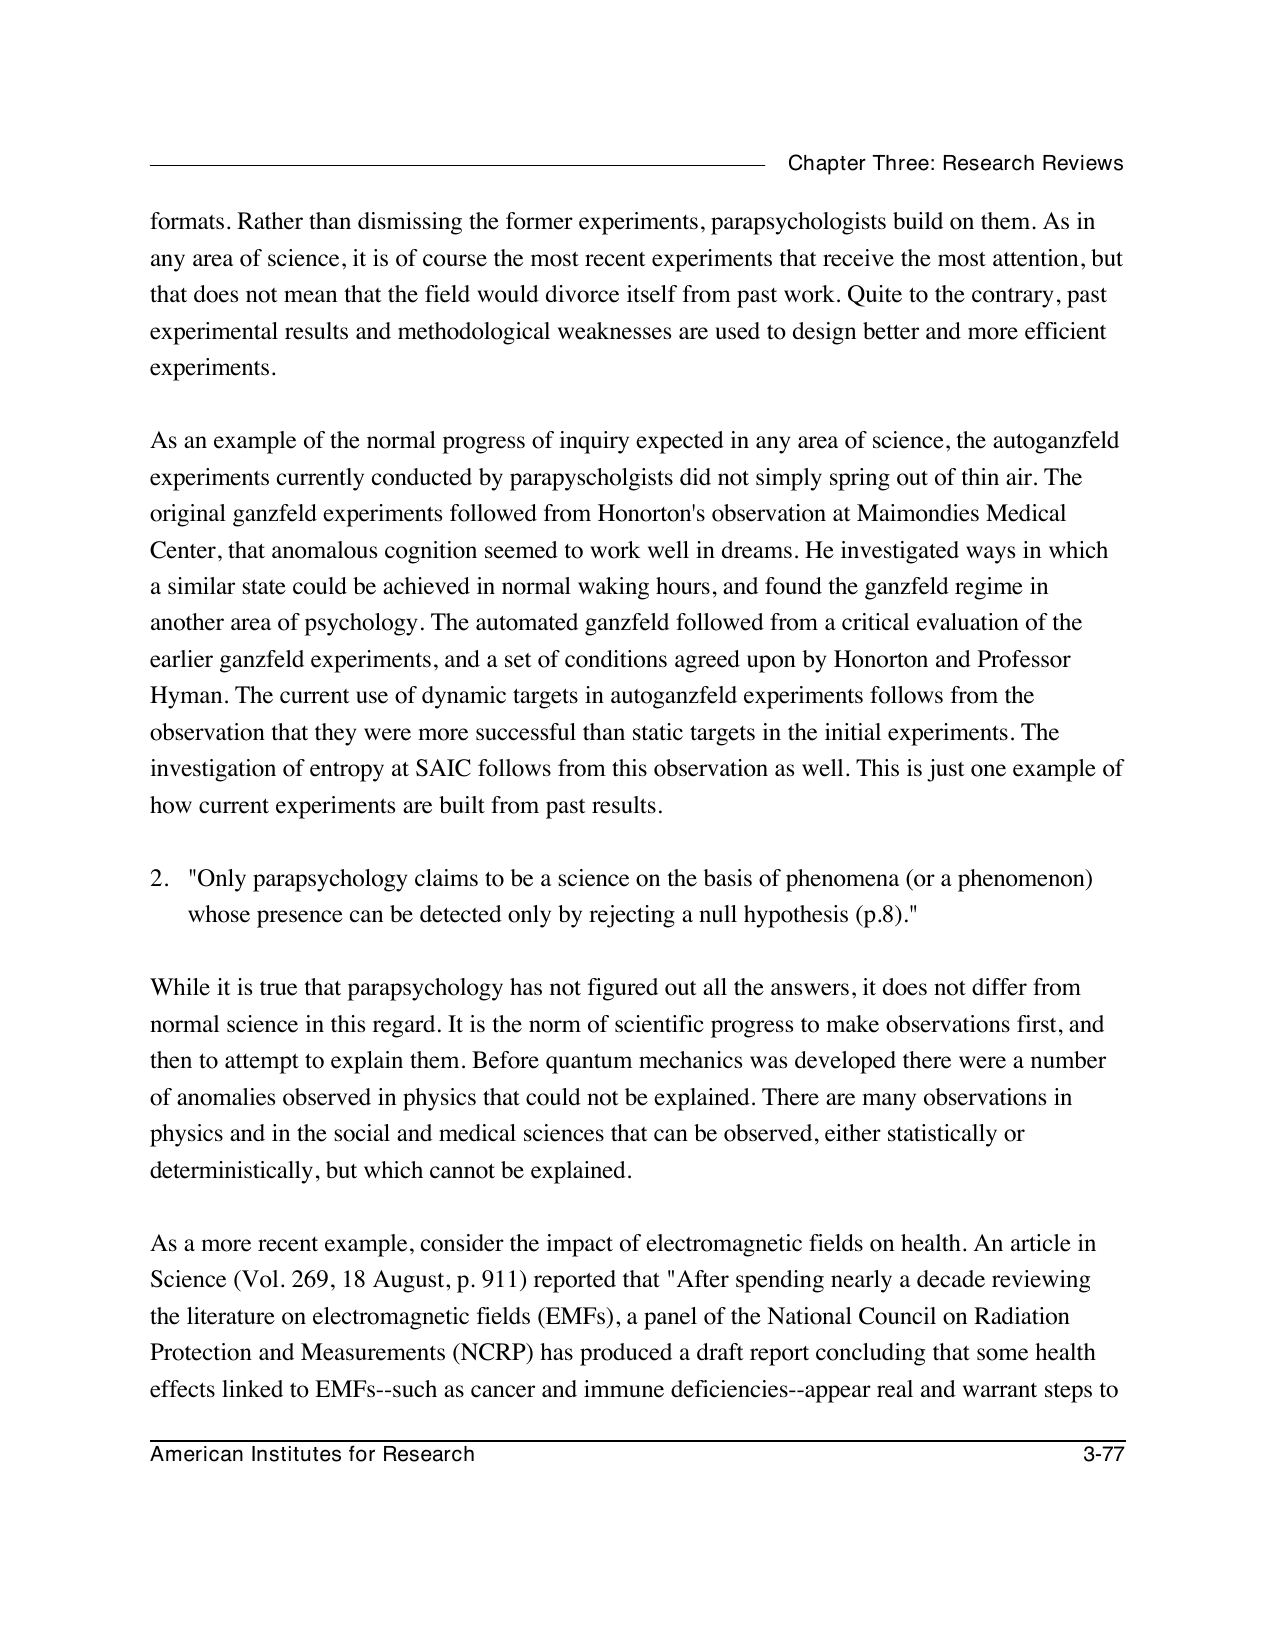 Chapter Three: Research Reviews
formats. Rather than dismissing the former experiments, parapsychologists build on them. As in
any area of science, it is of course the most recent experiments that receive the most attention, but
that does not mean that the field would divorce itself from past work. Quite to the contrary, past
experimental results and methodological weaknesses are used to design better and more efficient
experiments.
As an example of the normal progress of inquiry expected in any area of science, the autoganzfeld
experiments currently conducted by parapyscholgists did not simply spring out of thin air. The
original ganzfeld experiments followed from Honorton's observation at Maimondies Medical
Center, that anomalous cognition seemed to work well in dreams. He investigated ways in which
a similar state could be achieved in normal waking hours, and found the ganzfeld regime in
another area of psychology. The automated ganzfeld followed from a critical evaluation of the
earlier ganzfeld experiments, and a set of conditions agreed upon by Honorton and Professor
Hyman. The current use of dynamic targets in autoganzfeld experiments follows from the
observation that they were more successful than static targets in the initial experiments. The
investigation of entropy at SAIC follows from this observation as well. This is just one example of
how current experiments are built from past results.
2. "Only parapsychology claims to be a science on the basis of phenomena (or a phenomenon)
whose presence can be detected only by rejecting a null hypothesis (p.8)."
While it is true that parapsychology has not figured out all the answers, it does not differ from
normal science in this regard. It is the norm of scientific progress to make observations first, and
then to attempt to explain them. Before quantum mechanics was developed there were a number
of anomalies observed in physics that could not be explained. There are many observations in
physics and in the social and medical sciences that can be observed, either statistically or
deterministically, but which cannot be explained.
As a more recent example, consider the impact of electromagnetic fields on health. An article in
Science (Vol. 269, 18 August, p. 911) reported that "After spending nearly a decade reviewing
the literature on electromagnetic fields (EMFs), a panel of the National Council on Radiation
Protection and Measurements (NCRP) has produced a draft report concluding that some health
effects linked to EMFs--such as cancer and immune deficiencies--appear real and warrant steps to
American Institutes for Research 3-77